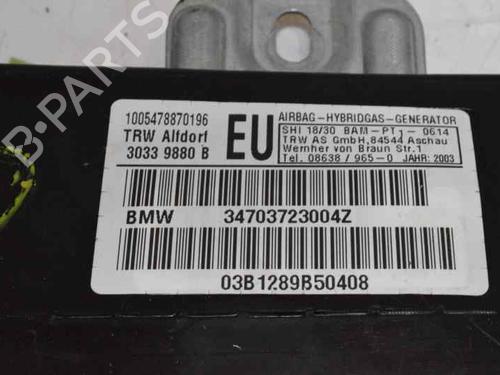 1005478870196
TRW Alfdorf
3033 9880 B
EU
AIRBAG-HYBRIDGAS-GENERATOR
SHI 18/30 BAM-PT1-0614
TRW AS GmbH,84544 Aschau
Wernher von Braun Str.1
Tel. 08638/965-0 JAHR: 2003
BMW 34703723004Z
03B1289B50408